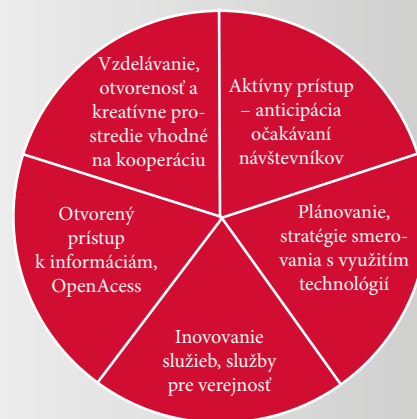 Vzdelávanie,
otvorenosť a
kreatívne pro-
stredie vhodné
na kooperáciu
Aktívny prístup
– anticipácia
očakávaní
návštevníkov
Plánovanie,
stratégie smero-
vania s využitím
technológií
Inovovanie
služieb, služby
pre verejnosť
Otvorený
prístup
k informáciám,
OpenAcess